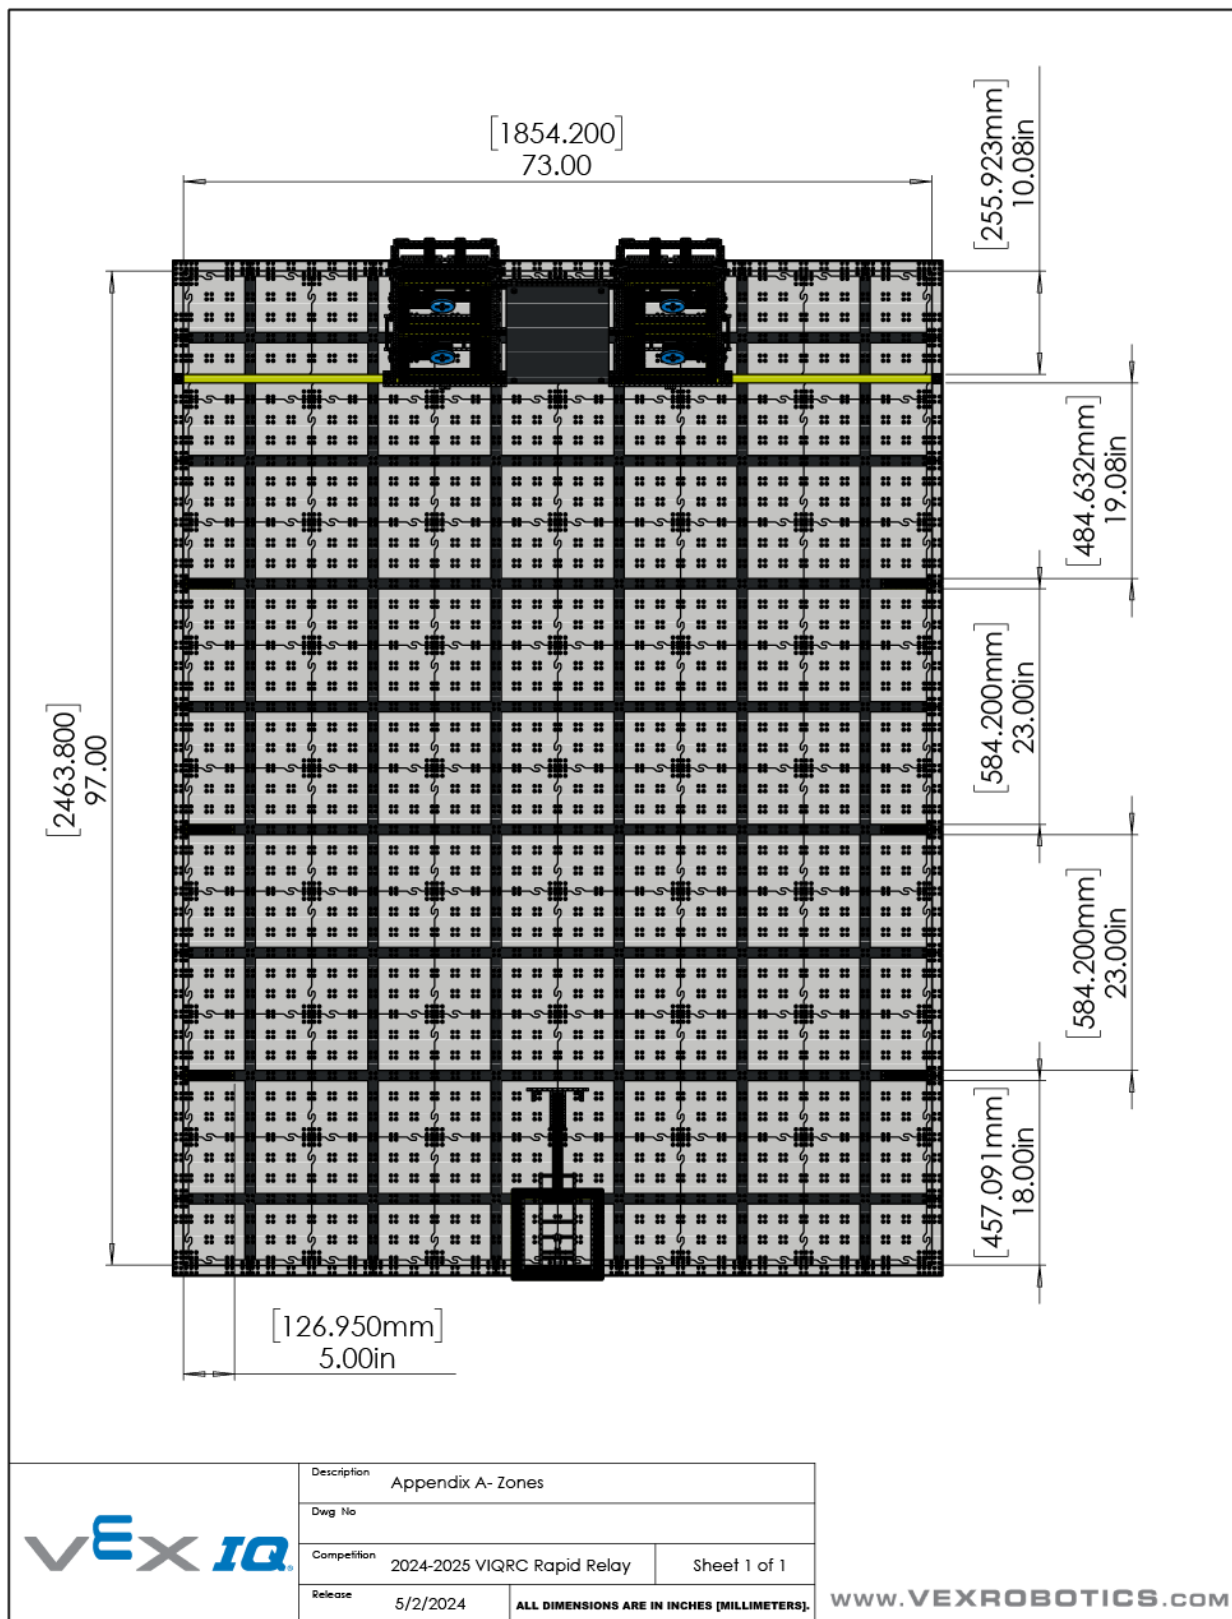 [1854.200]
73.00
[255.923mm]
10.08in
[484.632mm]
19.08in
[584.200mm]
23.00in
[2463.800]
97.00
[584.200mm]
23.00in
[457.091mm]
18.00in
[126.950mm]
5.00in
Description Appendix A- Zones
Dwg No
Competition 2024-2025 VIQRC Rapid Relay Sheet 1 of 1
Release 5/2/2024 ALL DIMENSIONS ARE IN INCHES [MILLIMETERS].
VEX IQ
www.VEXROBOTICS.com